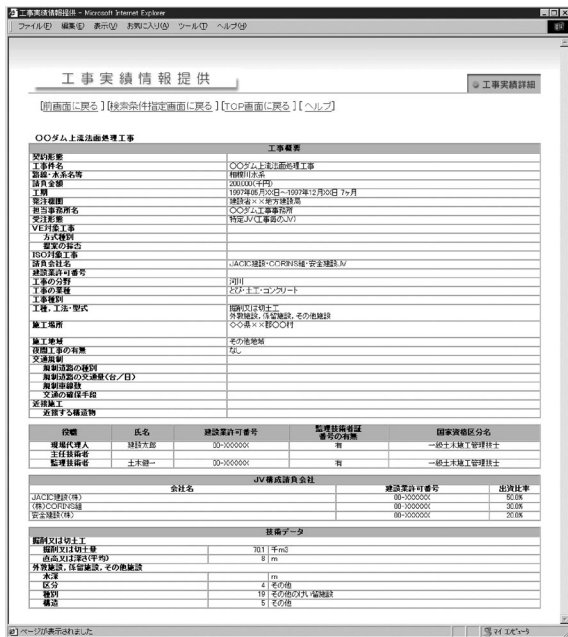 工事実績情報提供 - Microsoft Internet Explorer
ファイル(F) 編集(E) 表示(V) お気に入り(A) ツール(T) ヘルプ(H)
工事実績情報提供
工事実績詳細
[前画面に戻る] [検索条件指定画面に戻る] [TOP画面に戻る] [ヘルプ]
○○ダム上流法面処理工事
工事概要
契約形態
工事件名 ○○ダム上流法面処理工事
路線・水系名等 相模川水系
請負金額 200,000(千円)
工期 1997年05月XX日～1997年12月XX日 7ヶ月
発注機関 建設省××地方建設局
担当事務所名 ○○ダム工事事務所
受注形態 特定JV(工事毎のJV)
VE対象工事
方式種別
提案の採否
ISO対象工事
請負会社名 JACIC建設・CORINS組・安全建設JV
建設業許可番号
工事の分野 河川
工事の業種 とび・土工・コンクリート
工事種別
工種，工法・型式 掘削又は切土工
外敦施設，係留施設，その他施設
施工場所 ◇◇県××郡○○村
施工地域 その他地域
夜間工事の有無 なし
交通規制
規制道路の種別
規制道路の交通量(台／日)
規制車線数
交通の確保手段
近接施工
近接する構造物
役職 氏名 建設業許可番号 監理技術者証番号の有無 国家資格区分名
現場代理人 建設太郎 00-XXXXXX 有 一級土木施工管理技士
主任技術者
監理技術者 土木健一 00-XXXXXX 有 一級土木施工管理技士
JV構成請負会社
会社名 建設業許可番号 出資比率
JACIC建設(株) 00-XXXXXX 50.0%
(株)CORINS組 00-XXXXXX 30.0%
安全建設(株) 00-XXXXXX 20.0%
技術データ
掘削又は切土工
掘削又は切土量 70.1 千m3
直高又は深さ(平均) 8 m
外敦施設，係留施設，その他施設
水深 m
区分 4 その他
種別 19 その他のけい留施設
構造 5 その他
ページが表示されました
マイ コンピュータ